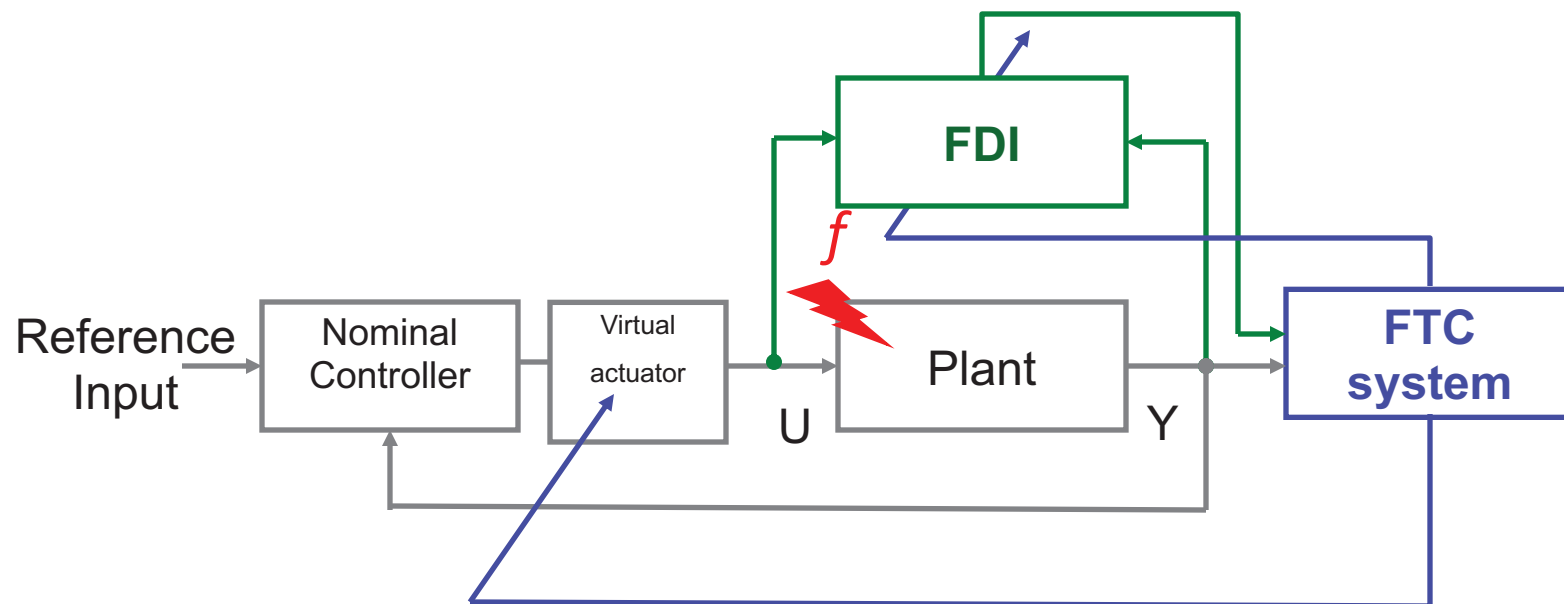 FDI
f
Reference
Input
Nominal
Controller
Virtual
actuator
U
Plant
Y
FTC
system